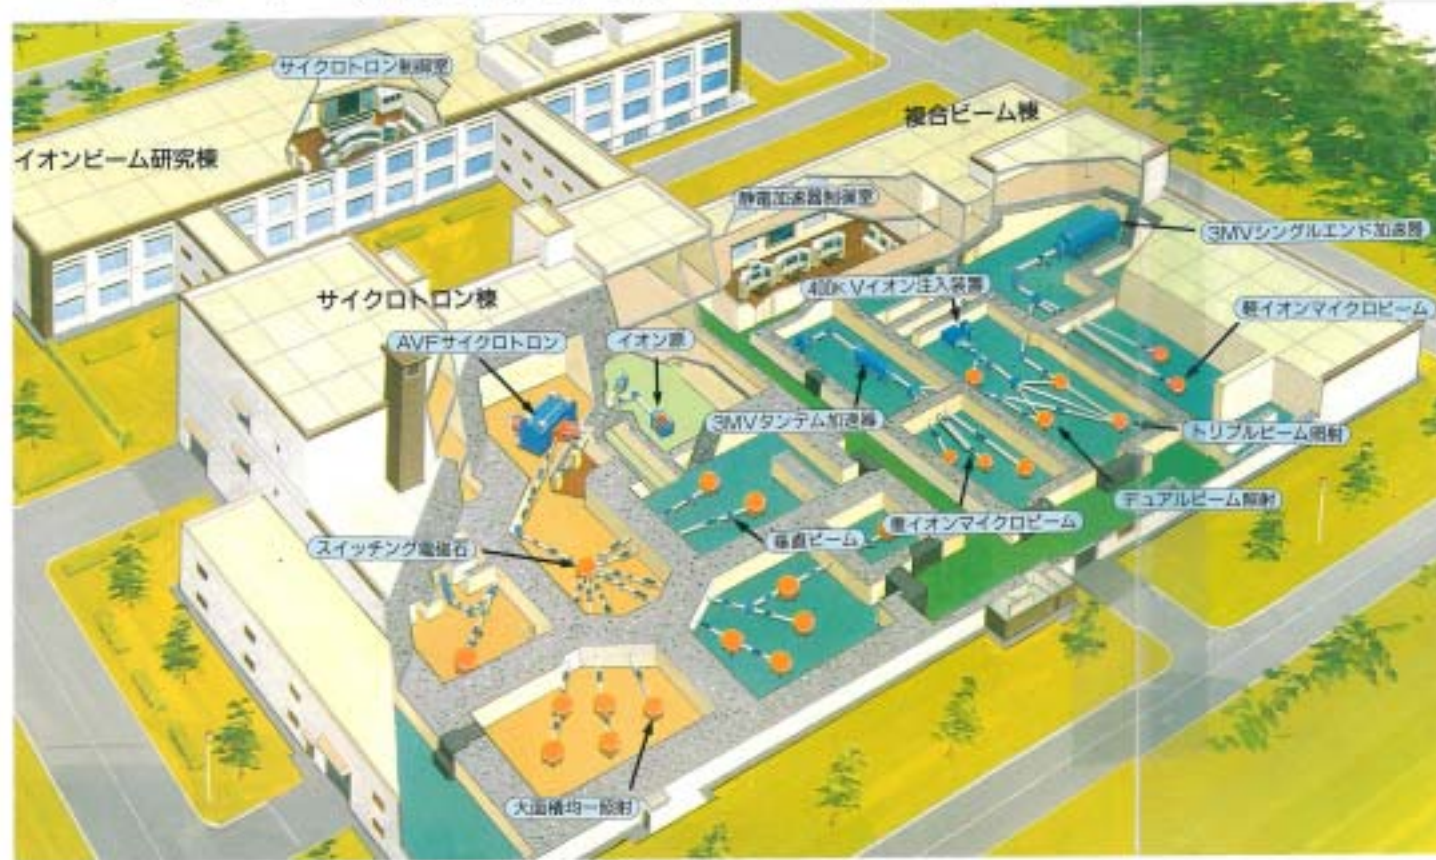 サイクロトロン制御室
イオンビーム研究棟
複合ビーム棟
静電加速器制御室
3MVシングルエンド加速器
サイクロトロン棟
400kVイオン注入装置
軽イオンマイクロビーム
AVFサイクロトロン
イオン源
3MVタンデム加速器
トリプルビーム照射
デュアルビーム照射
重イオンマイクロビーム
垂直ビーム
スイッチング電磁石
大面積均一照射